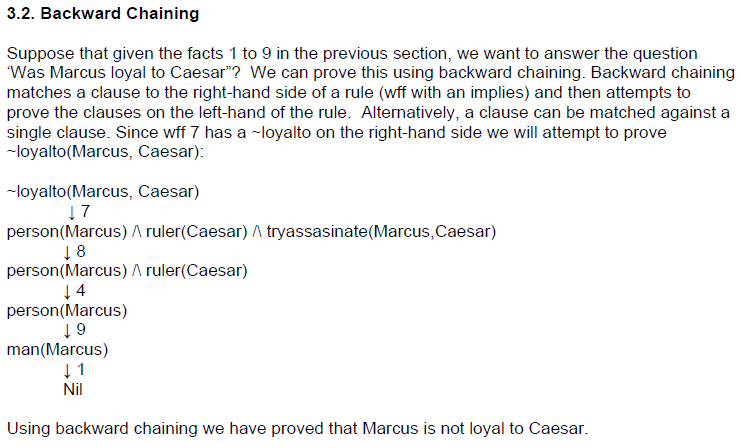 3.2. Backward Chaining
Suppose that given the facts 1 to 9 in the previous section, we want to answer the question
‘Was Marcus loyal to Caesar”? We can prove this using backward chaining. Backward chaining
matches a clause to the right-hand side of a rule (wff with an implies) and then attempts to
prove the clauses on the left-hand of the rule. Alternatively, a clause can be matched against a
single clause. Since wff 7 has a ~loyalto on the right-hand side we will attempt to prove
~loyalto(Marcus, Caesar):
~loyalto(Marcus, Caesar)
↓ 7
person(Marcus) /\ ruler(Caesar) /\ tryassasinate(Marcus,Caesar)
↓ 8
person(Marcus) /\ ruler(Caesar)
↓ 4
person(Marcus)
↓ 9
man(Marcus)
↓ 1
Nil
Using backward chaining we have proved that Marcus is not loyal to Caesar.